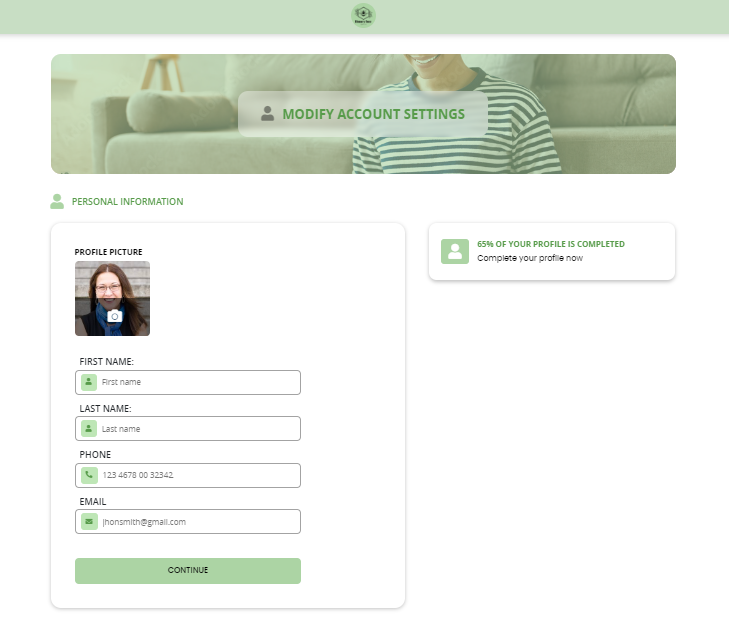 MODIFY ACCOUNT SETTINGS
PERSONAL INFORMATION
PROFILE PICTURE
FIRST NAME:
First name
LAST NAME:
Last name
PHONE
123 4678 00 32342
EMAIL
jhonsmith@gmail.com
CONTINUE
65% OF YOUR PROFILE IS COMPLETED
Complete your profile now